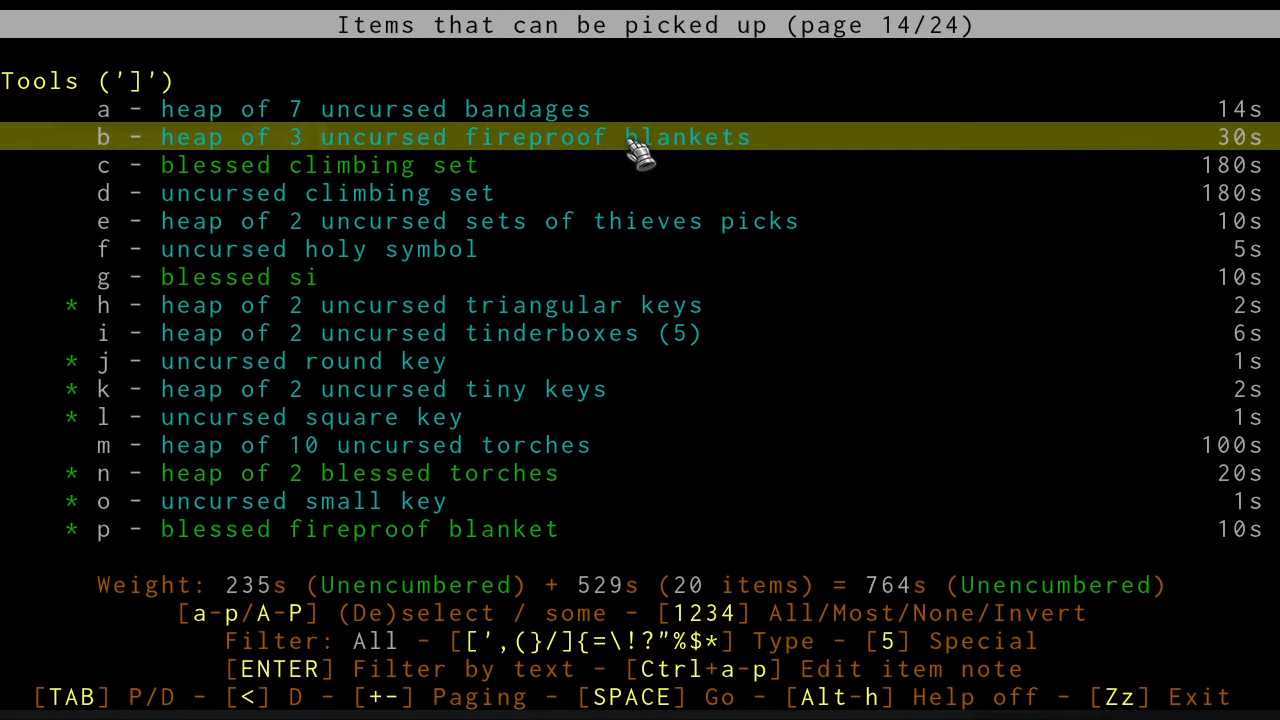 Items that can be picked up (page 14/24)
Tools (']')
a - heap of 7 uncursed bandages 14s
b - heap of 3 uncursed fireproof blankets 30s
c - blessed climbing set 180s
d - uncursed climbing set 180s
e - heap of 2 uncursed sets of thieves picks 10s
f - uncursed holy symbol 5s
g - blessed si 10s
* h - heap of 2 uncursed triangular keys 2s
i - heap of 2 uncursed tinderboxes (5) 6s
* j - uncursed round key 1s
* k - heap of 2 uncursed tiny keys 2s
* l - uncursed square key 1s
m - heap of 10 uncursed torches 100s
* n - heap of 2 blessed torches 20s
* o - uncursed small key 1s
* p - blessed fireproof blanket 10s
Weight: 235s (Unencumbered) + 529s (20 items) = 764s (Unencumbered)
[a-p/A-P] (De)select / some - [1234] All/Most/None/Invert
Filter: All - [[',(}/]{=\!?"%$*] Type - [5] Special
[ENTER] Filter by text - [Ctrl+a-p] Edit item note
[TAB] P/D - [<] D - [+-] Paging - [SPACE] Go - [Alt-h] Help off - [Zz] Exit